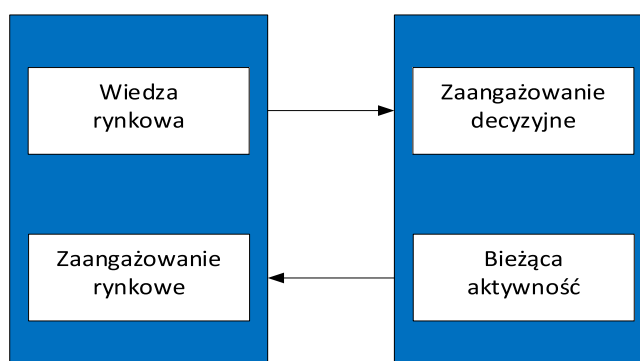 Wiedza
rynkowa
Zaangażowanie
decyzyjne
Zaangażowanie
rynkowe
Bieżąca
aktywność